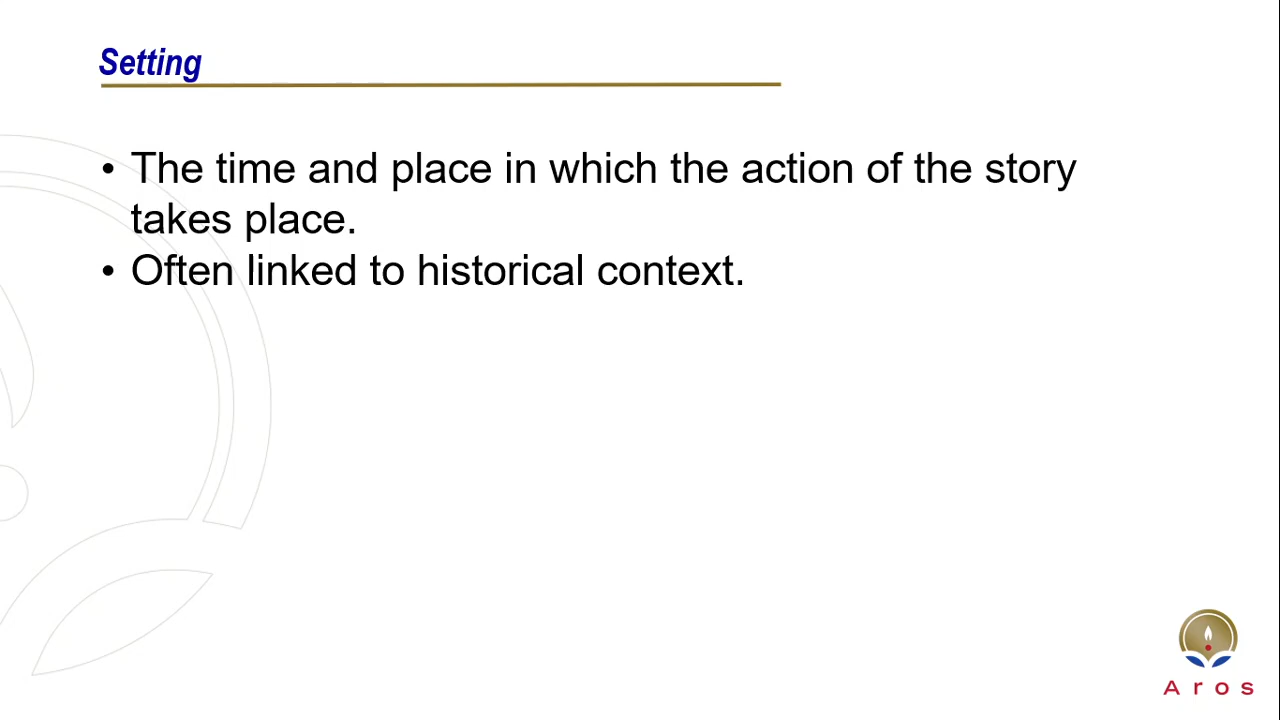 Setting
• The time and place in which the action of the story
takes place.
• Often linked to historical context.
Aros